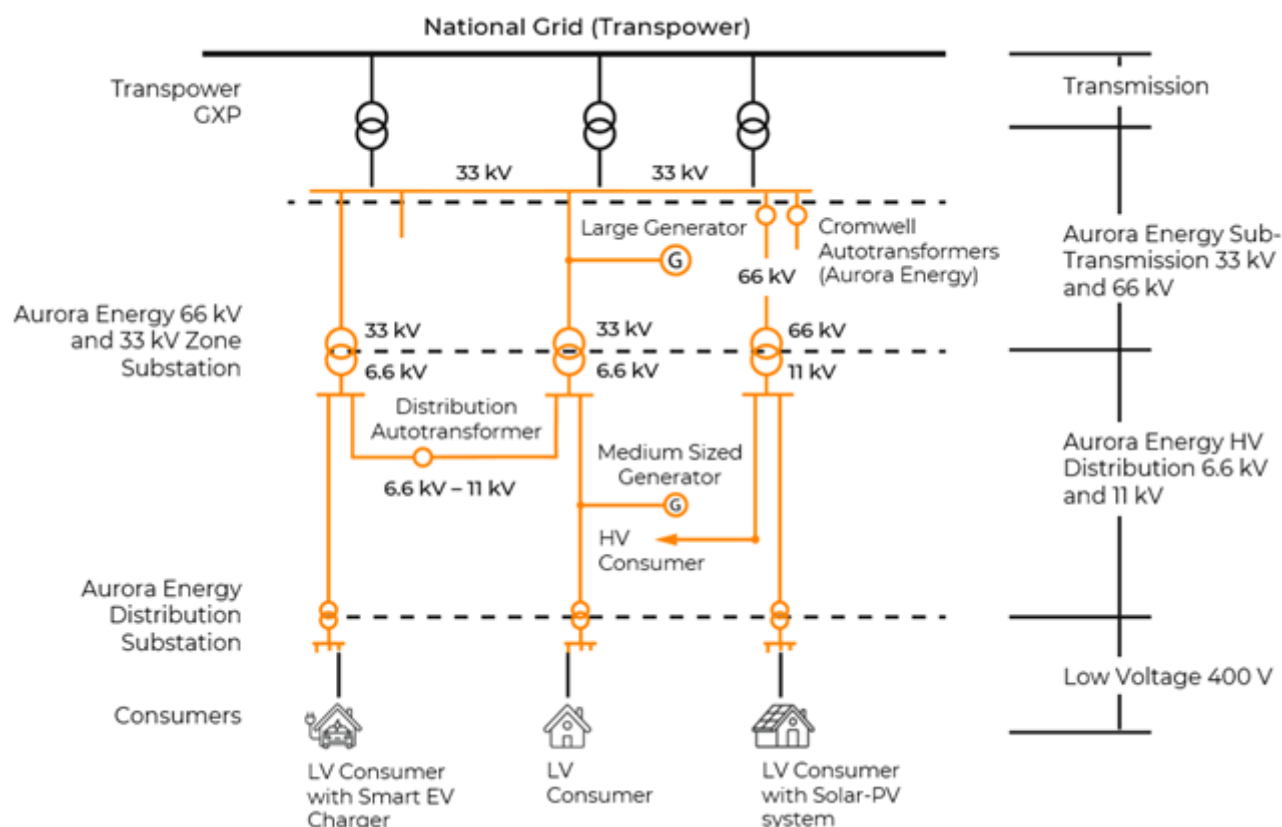 National Grid (Transpower)
Transpower
GXP
Transmission
33 kV
33 kV
Large Generator
G
Cromwell
Autotransformers
(Aurora Energy)
66 kV
Aurora Energy Sub-
Transmission 33 kV
and 66 kV
Aurora Energy 66 kV
and 33 kV Zone
Substation
33 kV
6.6 kV
33 kV
6.6 kV
66 kV
11 kV
Distribution
Autotransformer
6.6 kV – 11 kV
Medium Sized
Generator
G
HV
Consumer
Aurora Energy HV
Distribution 6.6 kV
and 11 kV
Aurora Energy
Distribution
Substation
Low Voltage 400 V
Consumers
LV Consumer
with Smart EV
Charger
LV
Consumer
LV Consumer
with Solar-PV
system